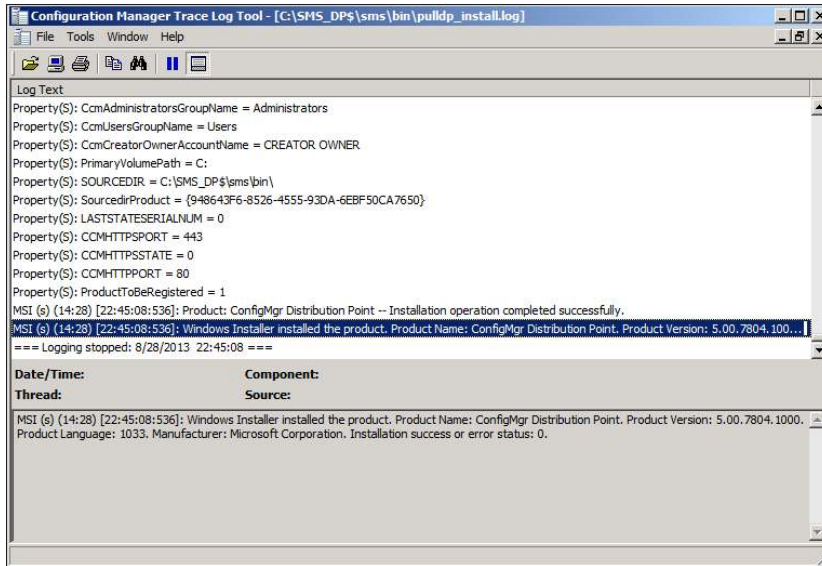 Configuration Manager Trace Log Tool - [C:\SMS_DP$\sms\bin\pulldp_install.log]
File Tools Window Help
Log Text
Property(S): CcmAdministratorsGroupName = Administrators
Property(S): CcmUsersGroupName = Users
Property(S): CcmCreatorOwnerAccountName = CREATOR OWNER
Property(S): PrimaryVolumePath = C:
Property(S): SOURCEDIR = C:\SMS_DP$\sms\bin\
Property(S): SourcedirProduct = {948643F6-8526-4555-93DA-6EBF50CA7650}
Property(S): LASTSTATESERIALNUM = 0
Property(S): CCMHTTPSPORT = 443
Property(S): CCMHTTPSSTATE = 0
Property(S): CCMHTTPPORT = 80
Property(S): ProductToBeRegistered = 1
MSI (s) (14:28) [22:45:08:536]: Product: ConfigMgr Distribution Point -- Installation operation completed successfully.
MSI (s) (14:28) [22:45:08:536]: Windows Installer installed the product. Product Name: ConfigMgr Distribution Point. Product Version: 5.00.7804.100...
=== Logging stopped: 8/28/2013 22:45:08 ===
Date/Time: Component:
Thread: Source:
MSI (s) (14:28) [22:45:08:536]: Windows Installer installed the product. Product Name: ConfigMgr Distribution Point. Product Version: 5.00.7804.1000.
Product Language: 1033. Manufacturer: Microsoft Corporation. Installation success or error status: 0.